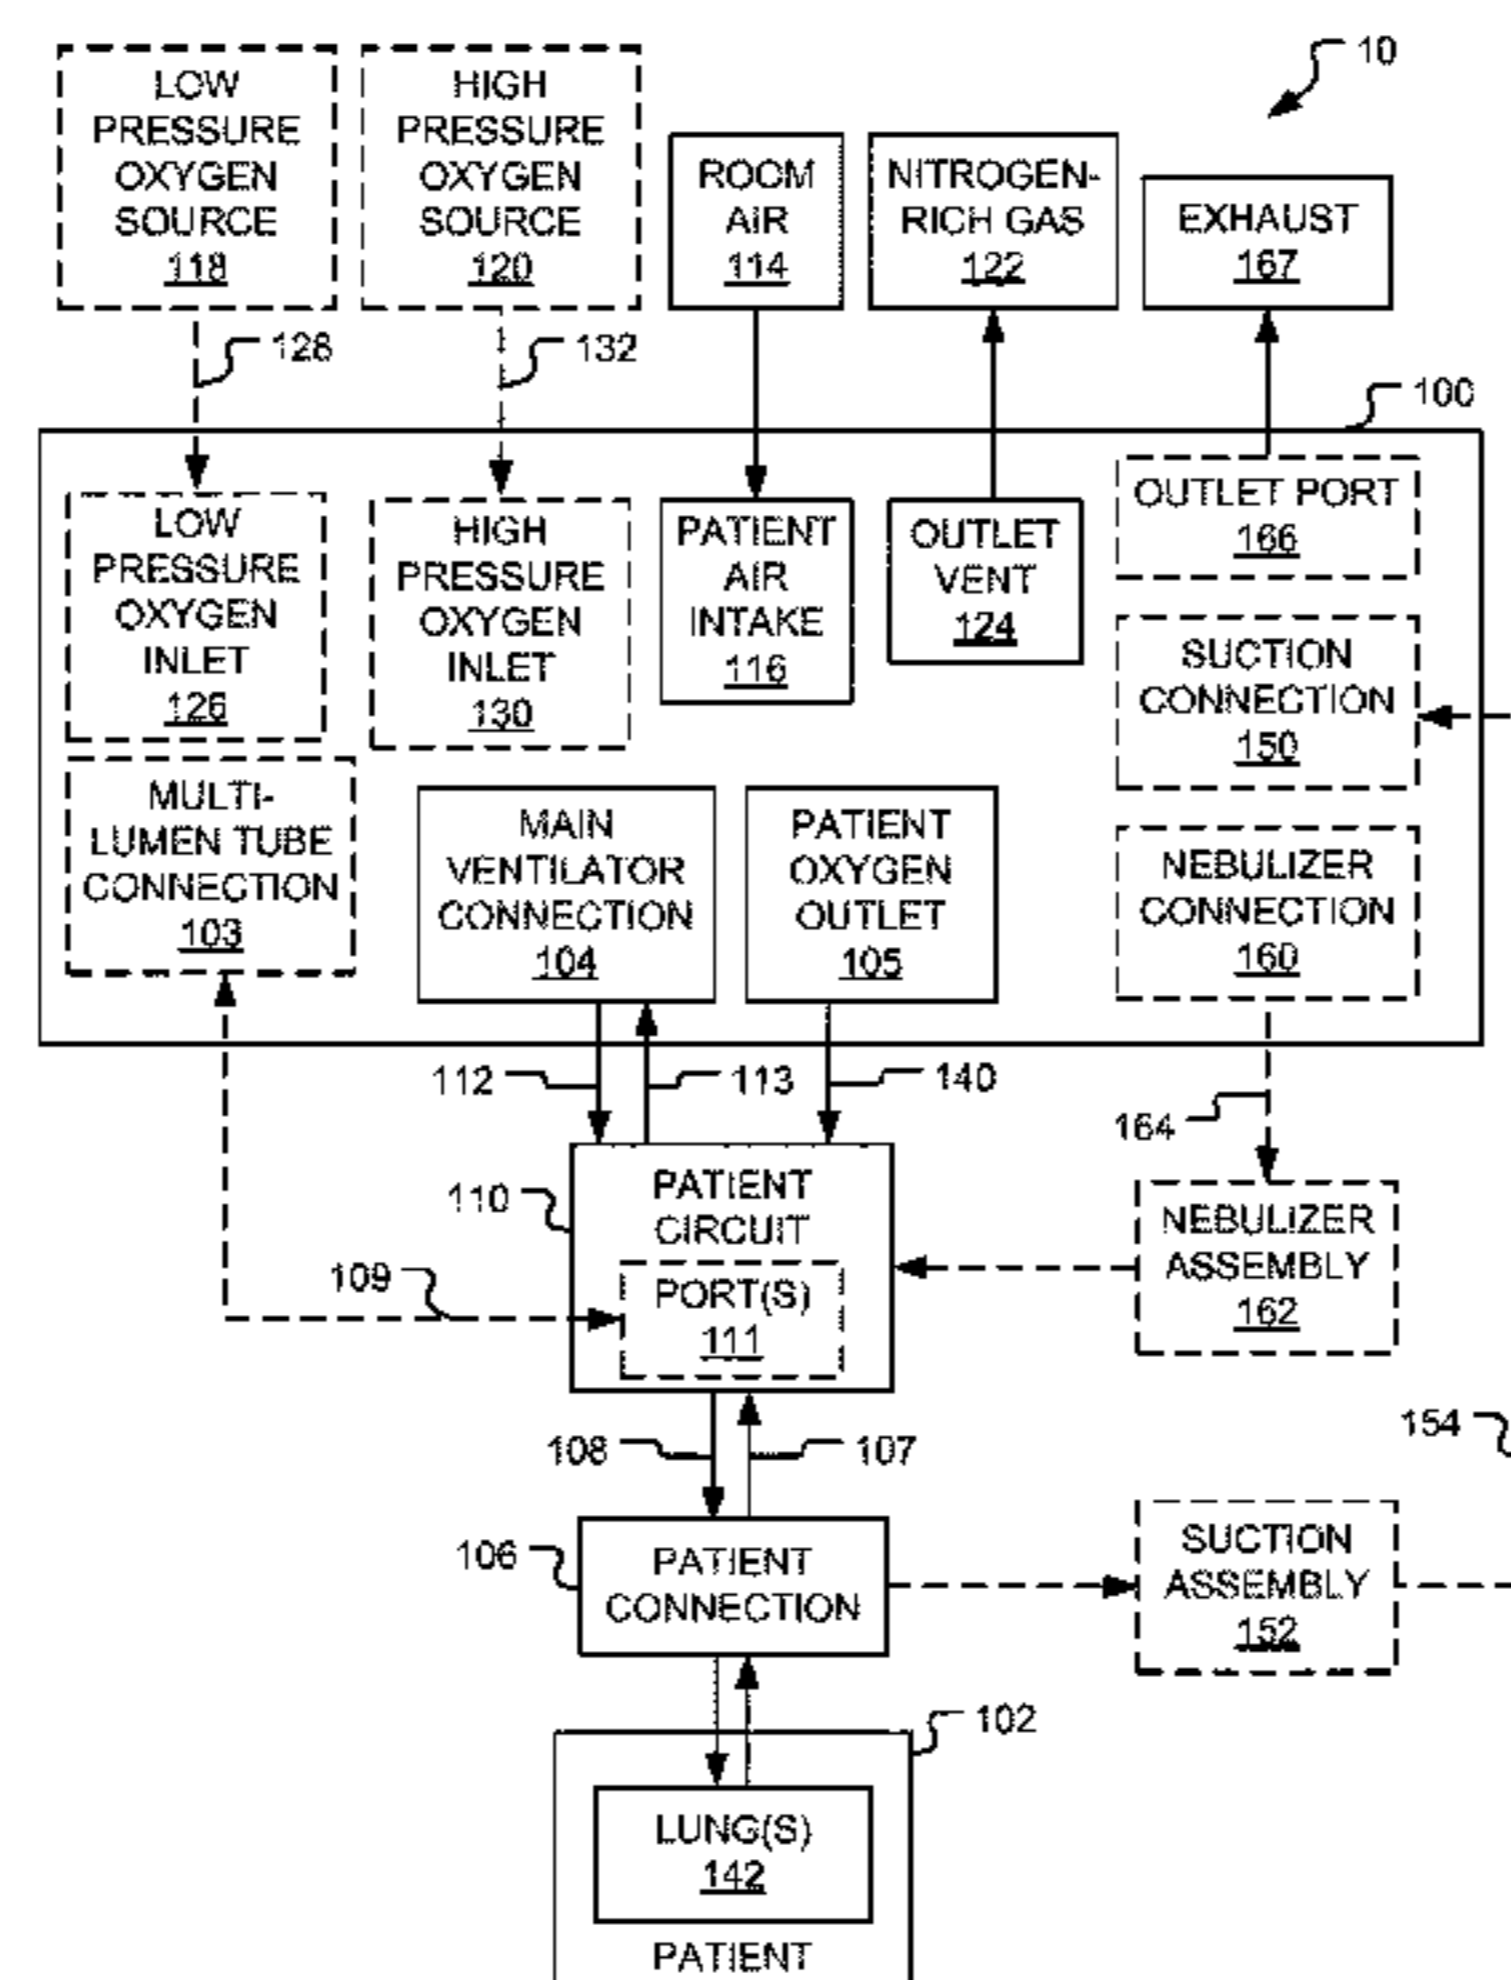 10
LOW
PRESSURE
OXYGEN
SOURCE
118
HIGH
PRESSURE
OXYGEN
SOURCE
120
ROOM
AIR
114
NITROGEN-
RICH GAS
122
EXHAUST
167
128
132
100
LOW
PRESSURE
OXYGEN
INLET
126
HIGH
PRESSURE
OXYGEN
INLET
130
PATIENT
AIR
INTAKE
116
OUTLET
VENT
124
OUTLET PORT
166
SUCTION
CONNECTION
150
MULTI-
LUMEN TUBE
CONNECTION
103
MAIN
VENTILATOR
CONNECTION
104
PATIENT
OXYGEN
OUTLET
105
NEBULIZER
CONNECTION
160
112
113
140
164
110
PATIENT
CIRCUIT
PORT(S)
111
109
NEBULIZER
ASSEMBLY
162
108
107
154
106
PATIENT
CONNECTION
SUCTION
ASSEMBLY
152
102
LUNG(S)
142
PATIENT